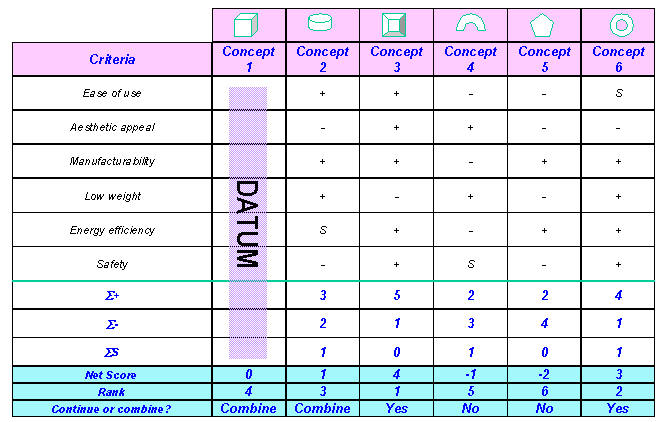 Criteria Concept 1 Concept 2 Concept 3 Concept 4 Concept 5 Concept 6
Ease of use + + - - S
Aesthetic appeal - + + - -
Manufacturability + + - + +
Low weight + - + - +
Energy efficiency S + - + +
Safety - + S - +
DATUM
Σ+ 3 5 2 2 4
Σ- 2 1 3 4 1
ΣS 1 0 1 0 1
Net Score 0 1 4 -1 -2 3
Rank 4 3 1 5 6 2
Continue or combine? Combine Combine Yes No No Yes